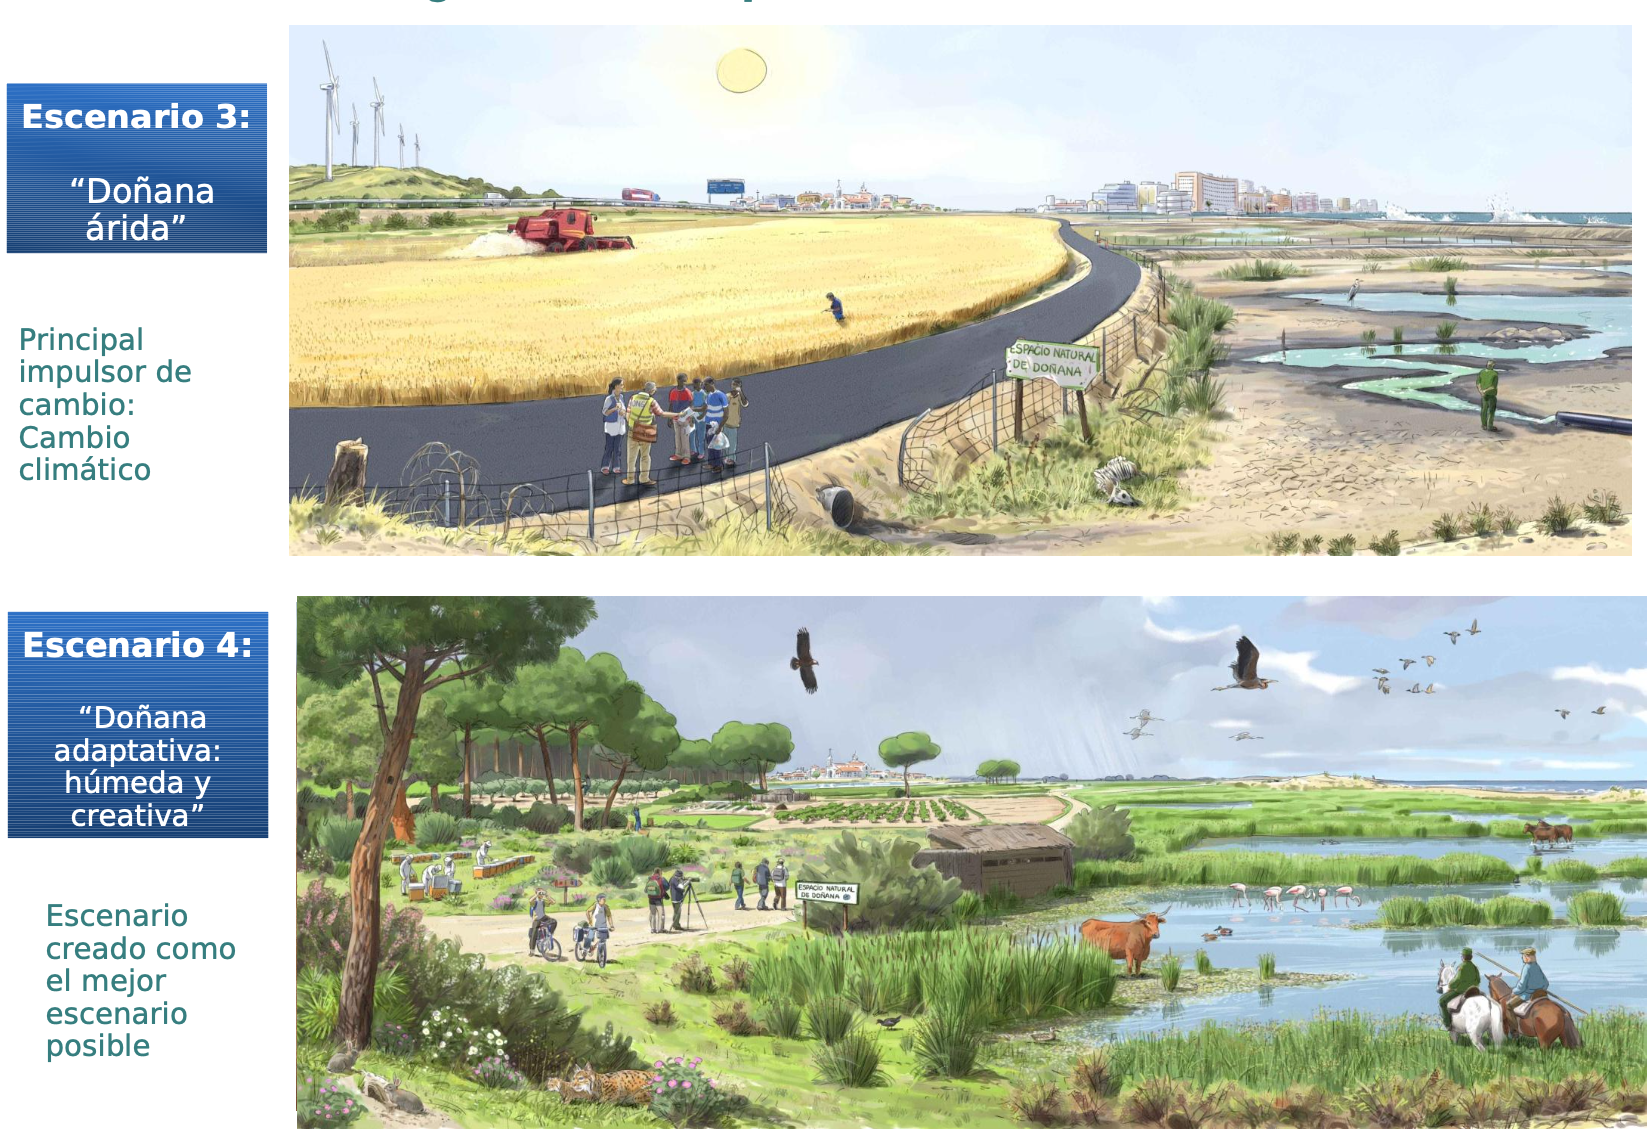 Escenario 3:
“Doñana
árida”
Principal
impulsor de
cambio:
Cambio
climático
ESPACIO NATURAL
DE DOÑANA
Escenario 4:
“Doñana
adaptativa:
húmeda y
creativa”
Escenario
creado como
el mejor
escenario
posible
ESPACIO NATURAL
DE DOÑANA